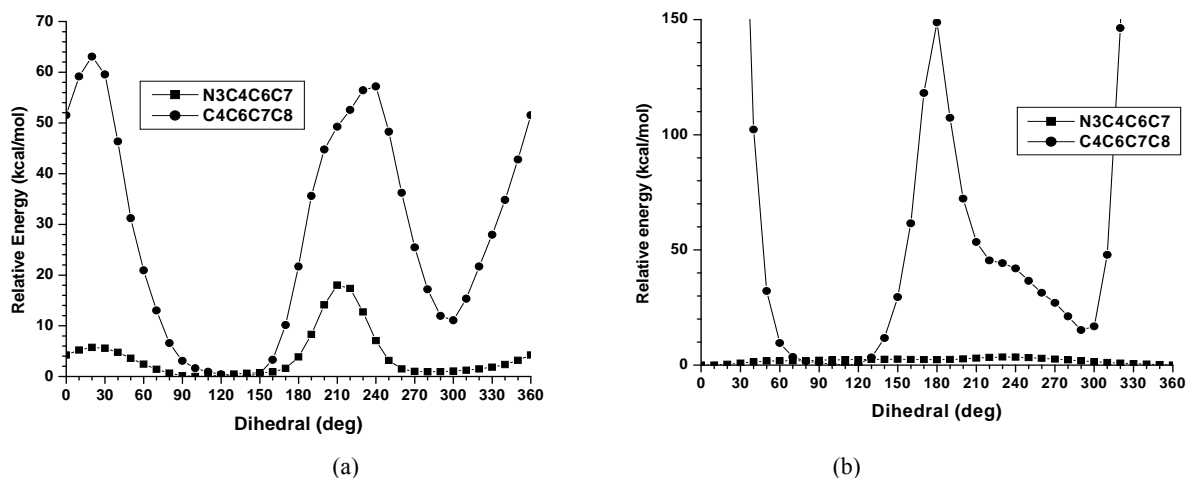 70
60
50
40
30
20
10
0
Relative Energy (kcal/mol)
N3C4C6C7
C4C6C7C8
0 30 60 90 120 150 180 210 240 270 300 330 360
Dihedral (deg)
(a)
150
100
50
0
Relative energy (kcal/mol)
N3C4C6C7
C4C6C7C8
0 30 60 90 120 150 180 210 240 270 300 330 360
Dihedral (deg)
(b)